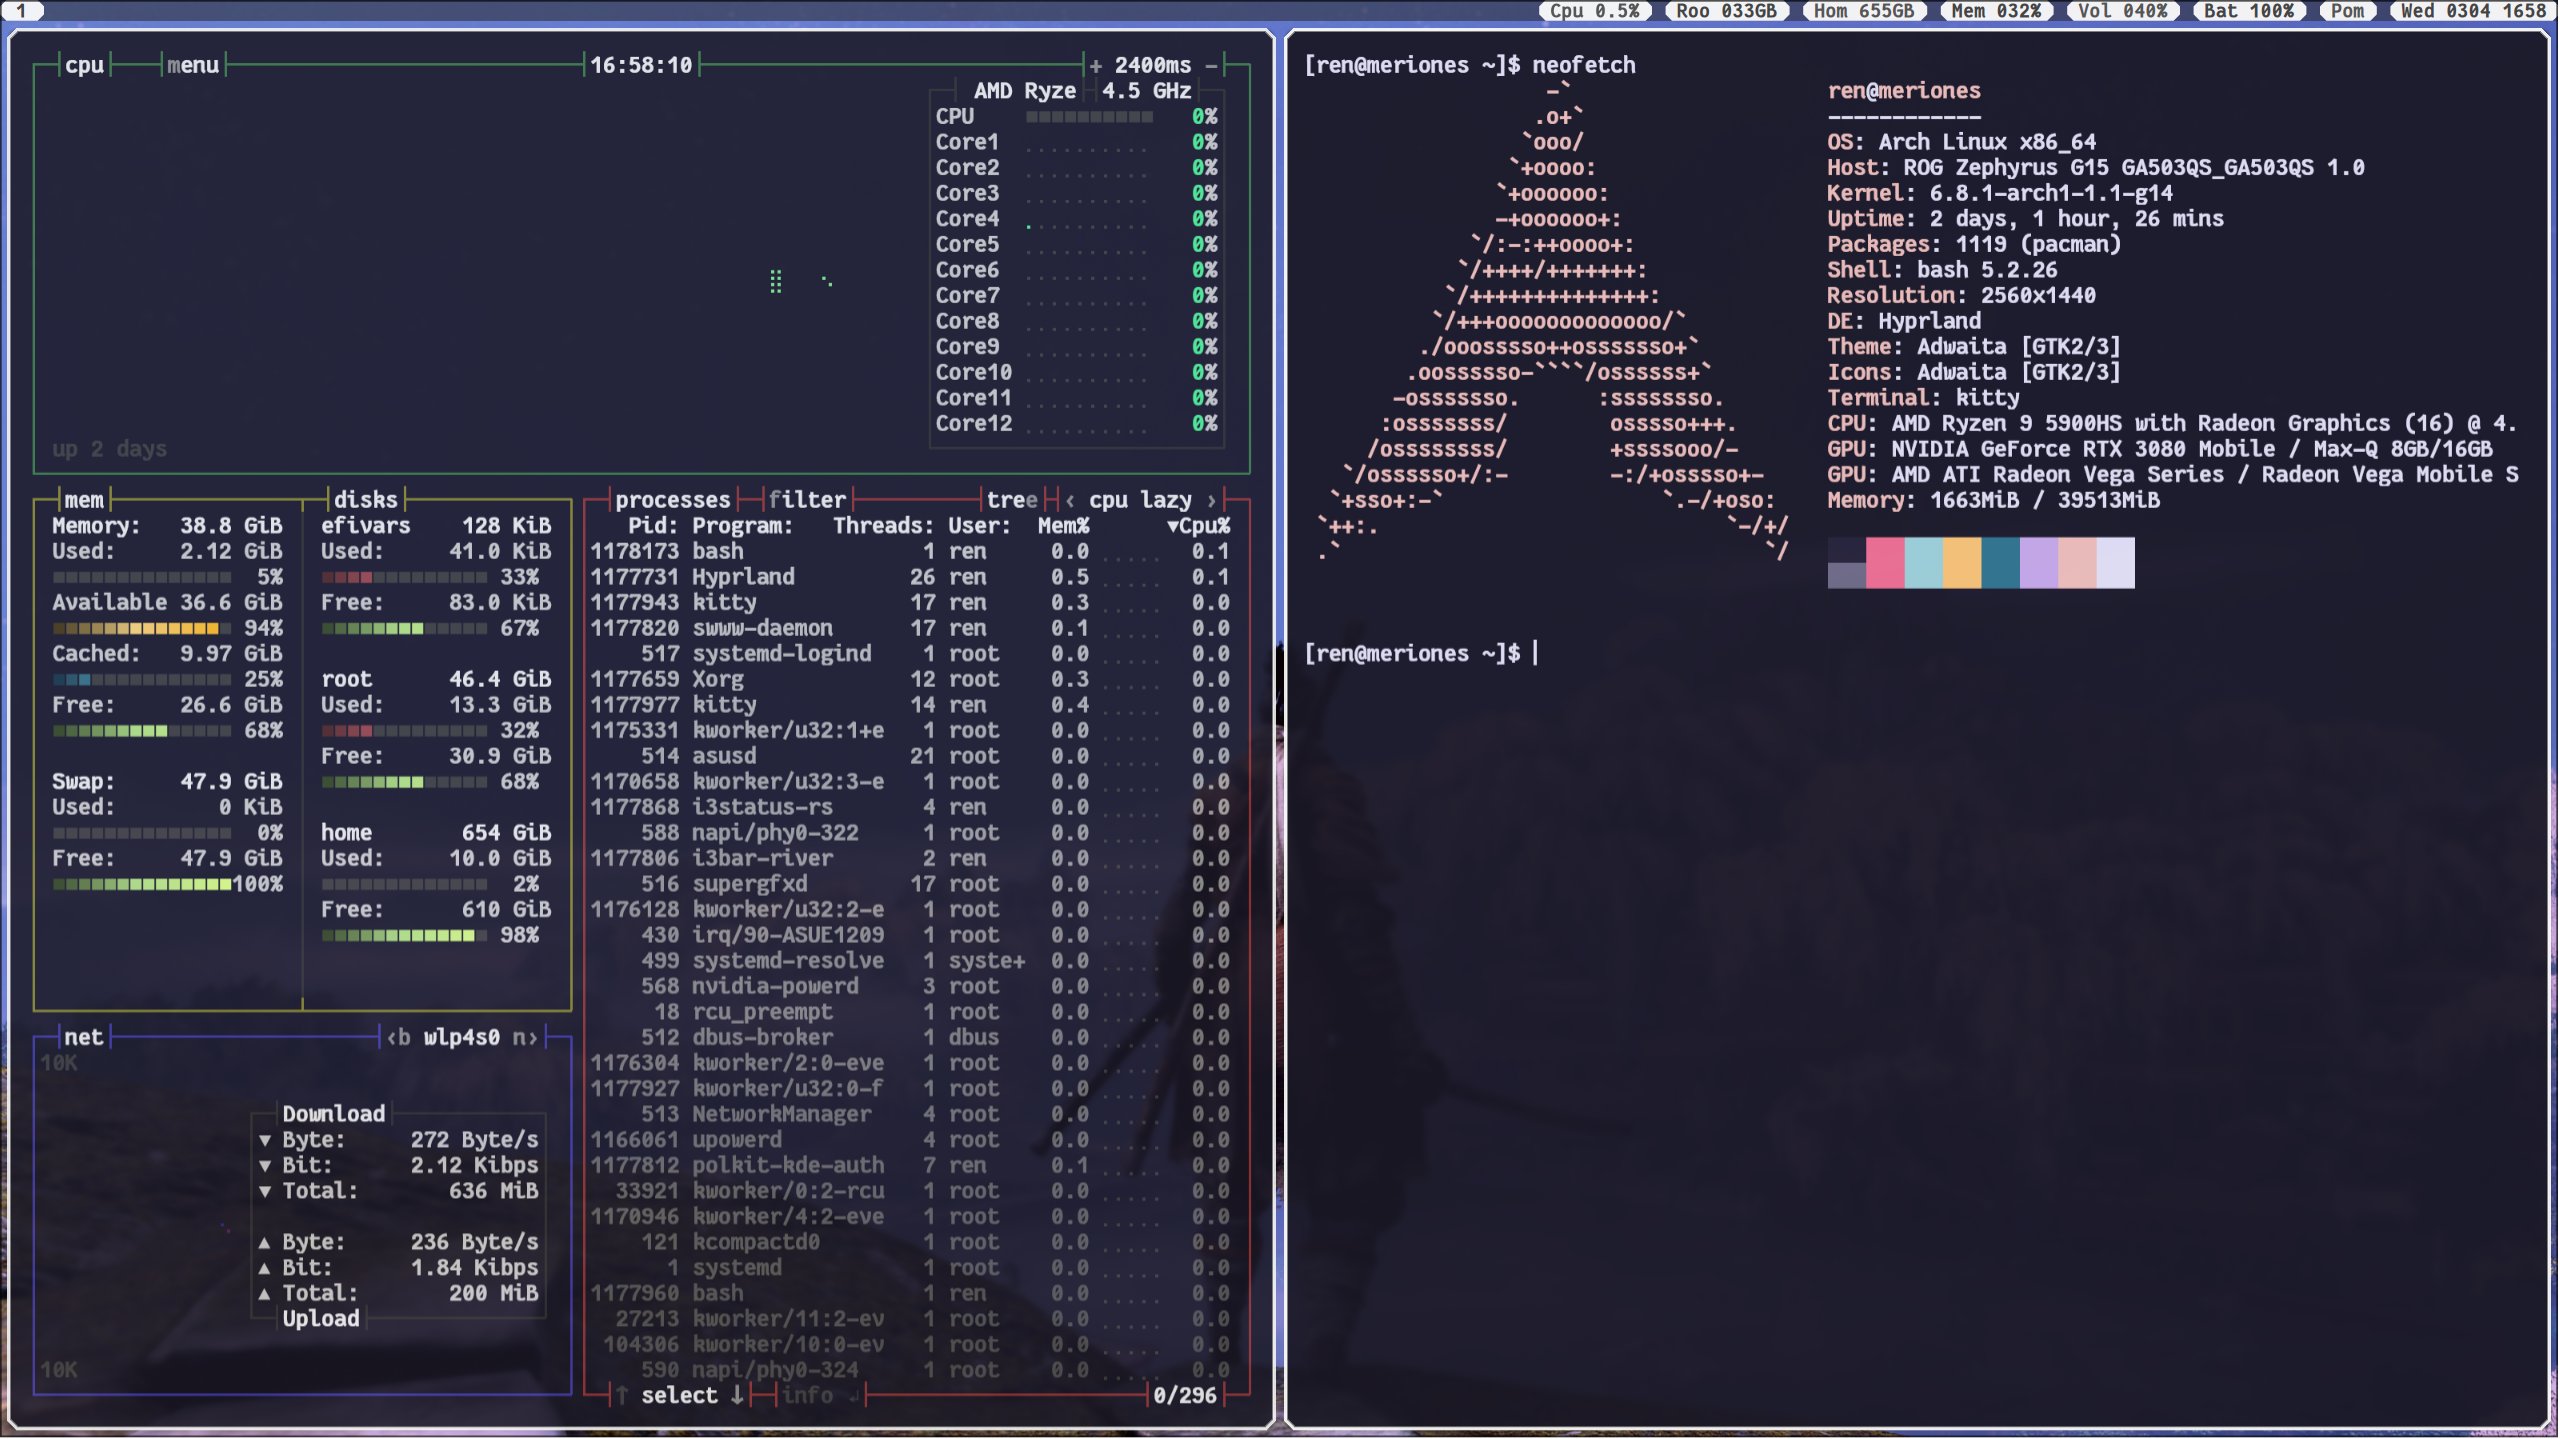 1
Cpu 0.5% Roo 033GB Hom 655GB Mem 032% Vol 040% Bat 100% Pom Wed 0304 1658
cpu menu 16:58:10 + 2400ms -
AMD Ryze 4.5 GHz
CPU 0%
Core1 0%
Core2 0%
Core3 0%
Core4 0%
Core5 0%
Core6 0%
Core7 0%
Core8 0%
Core9 0%
Core10 0%
Core11 0%
Core12 0%
up 2 days
mem
Memory: 38.8 GiB
Used: 2.12 GiB
5%
Available 36.6 GiB
94%
Cached: 9.97 GiB
25%
Free: 26.6 GiB
68%
Swap: 47.9 GiB
Used: 0 KiB
0%
Free: 47.9 GiB
100%
disks
efivars 128 KiB
Used: 41.0 KiB
33%
Free: 83.0 KiB
67%
root 46.4 GiB
Used: 13.3 GiB
32%
Free: 30.9 GiB
68%
home 654 GiB
Used: 10.0 GiB
2%
Free: 610 GiB
98%
net ‹b wlp4s0 n›
10K
Download
▼ Byte: 272 Byte/s
▼ Bit: 2.12 Kibps
▼ Total: 636 MiB
▲ Byte: 236 Byte/s
▲ Bit: 1.84 Kibps
▲ Total: 200 MiB
Upload
10K
processes filter tree ‹ cpu lazy ›
Pid: Program: Threads: User: Mem% ▼Cpu%
1178173 bash 1 ren 0.0 0.1
1177731 Hyprland 26 ren 0.5 0.1
1177943 kitty 17 ren 0.3 0.0
1177820 swww-daemon 17 ren 0.1 0.0
517 systemd-logind 1 root 0.0 0.0
1177659 Xorg 12 root 0.3 0.0
1177977 kitty 14 ren 0.4 0.0
1175331 kworker/u32:1+e 1 root 0.0 0.0
514 asusd 21 root 0.0 0.0
1170658 kworker/u32:3-e 1 root 0.0 0.0
1177868 i3status-rs 4 ren 0.0 0.0
588 napi/phy0-322 1 root 0.0 0.0
1177806 i3bar-river 2 ren 0.0 0.0
516 supergfxd 17 root 0.0 0.0
1176128 kworker/u32:2-e 1 root 0.0 0.0
430 irq/90-ASUE1209 1 root 0.0 0.0
499 systemd-resolve 1 syste+ 0.0 0.0
568 nvidia-powerd 3 root 0.0 0.0
18 rcu_preempt 1 root 0.0 0.0
512 dbus-broker 1 dbus 0.0 0.0
1176304 kworker/2:0-eve 1 root 0.0 0.0
1177927 kworker/u32:0-f 1 root 0.0 0.0
513 NetworkManager 4 root 0.0 0.0
1166061 upowerd 4 root 0.0 0.0
1177812 polkit-kde-auth 7 ren 0.1 0.0
33921 kworker/0:2-rcu 1 root 0.0 0.0
1170946 kworker/4:2-eve 1 root 0.0 0.0
121 kcompactd0 1 root 0.0 0.0
1 systemd 1 root 0.0 0.0
1177960 bash 1 ren 0.0 0.0
27213 kworker/11:2-ev 1 root 0.0 0.0
104306 kworker/10:0-ev 1 root 0.0 0.0
590 napi/phy0-324 1 root 0.0 0.0
↑ select ↓ info ↲ 0/296
[ren@meriones ~]$ neofetch
-`
.o+`
`ooo/
`+oooo:
`+oooooo:
-+oooooo+:
`/:-:++oooo+:
`/++++/+++++++:
`/++++++++++++++:
`/+++ooooooooooooo/`
./ooosssso++osssssso+`
.oossssso-````/ossssss+`
-osssssso. :ssssssso.
:osssssss/ osssso+++.
/ossssssss/ +ssssooo/-
`/ossssso+/:- -:/+osssso+-
`+sso+:-` `.-/+oso:
`++:. `-/+/
.` `/
ren@meriones
------------
OS: Arch Linux x86_64
Host: ROG Zephyrus G15 GA503QS_GA503QS 1.0
Kernel: 6.8.1-arch1-1.1-g14
Uptime: 2 days, 1 hour, 26 mins
Packages: 1119 (pacman)
Shell: bash 5.2.26
Resolution: 2560x1440
DE: Hyprland
Theme: Adwaita [GTK2/3]
Icons: Adwaita [GTK2/3]
Terminal: kitty
CPU: AMD Ryzen 9 5900HS with Radeon Graphics (16) @ 4.
GPU: NVIDIA GeForce RTX 3080 Mobile / Max-Q 8GB/16GB
GPU: AMD ATI Radeon Vega Series / Radeon Vega Mobile S
Memory: 1663MiB / 39513MiB
[ren@meriones ~]$